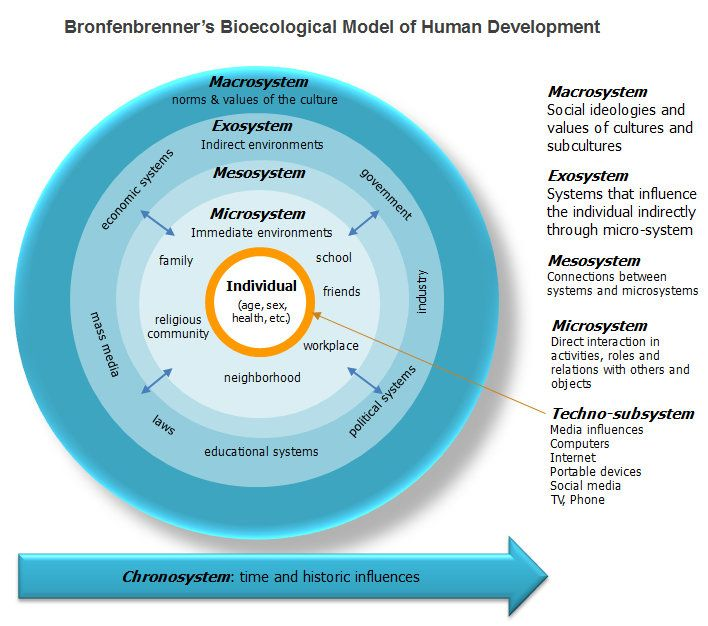 Bronfenbrenner's Bioecological Model of Human Development
Macrosystem
norms & values of the culture
Exosystem
Indirect environments
Mesosystem
Microsystem
Immediate environments
economic systems
government
family
school
Individual
(age, sex,
health, etc.)
friends
industry
mass media
religious
community
workplace
neighborhood
laws
political systems
educational systems
Macrosystem
Social ideologies and
values of cultures and
subcultures
Exosystem
Systems that influence
the individual indirectly
through micro-system
Mesosystem
Connections between
systems and microsystems
Microsystem
Direct interaction in
activities, roles and
relations with others and
objects
Techno-subsystem
Media influences
Computers
Internet
Portable devices
Social media
TV, Phone
Chronosystem: time and historic influences